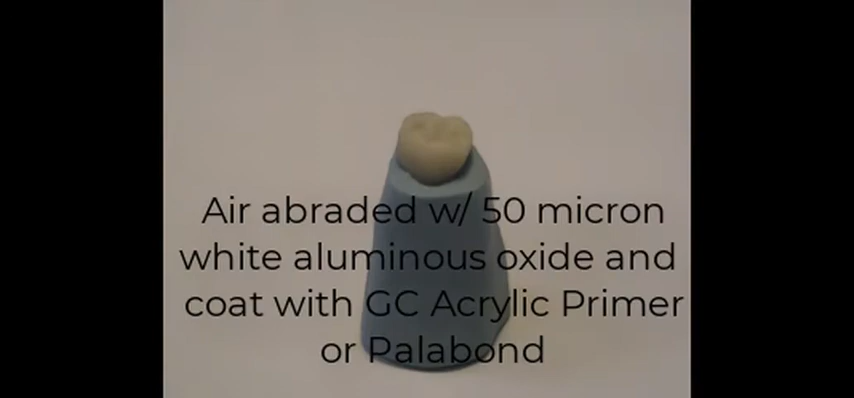 Air abraded w/ 50 micron
white aluminous oxide and
coat with GC Acrylic Primer
or Palabond